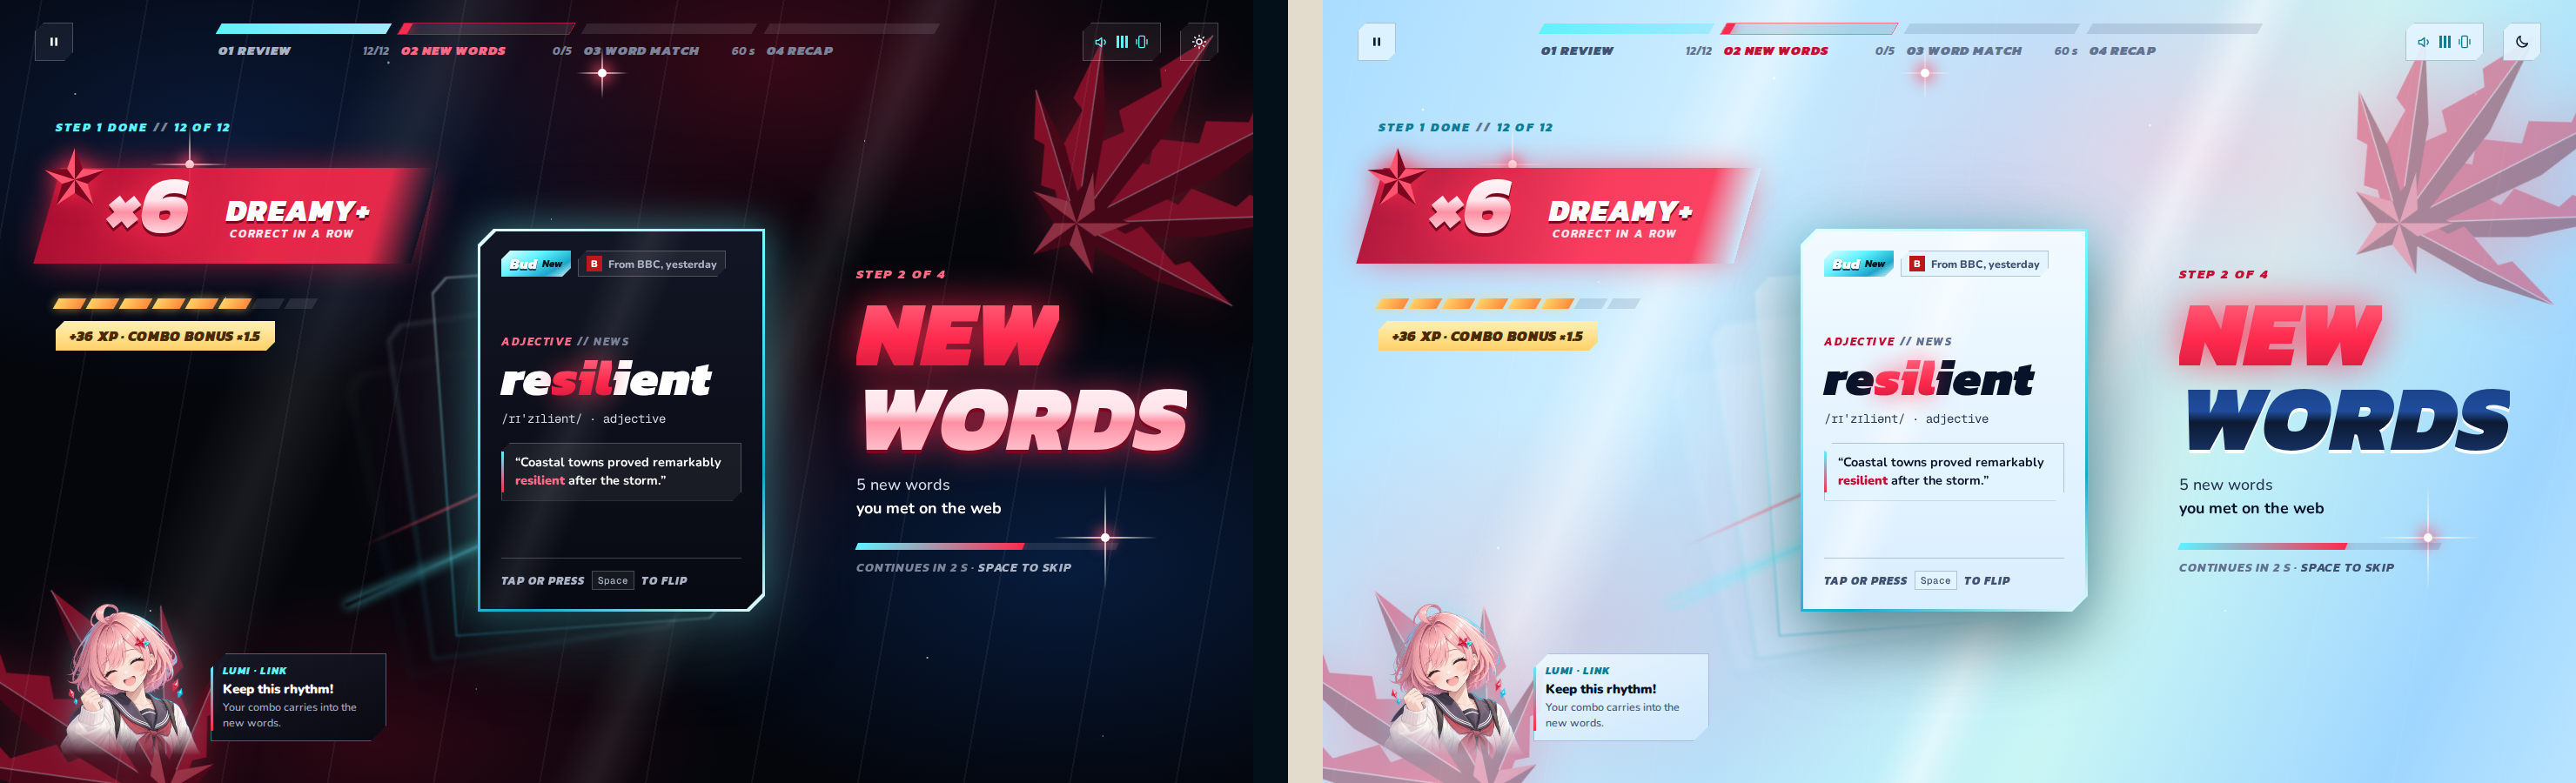 01 REVIEW 12/12 02 NEW WORDS 0/5 03 WORD MATCH 60 s 04 RECAP
STEP 1 DONE // 12 OF 12
×6 DREAMY+
CORRECT IN A ROW
+36 XP · COMBO BONUS ×1.5
Bud New B From BBC, yesterday
ADJECTIVE // NEWS
resilient
/rɪˈzɪliənt/ · adjective
“Coastal towns proved remarkably
resilient after the storm.”
TAP OR PRESS Space TO FLIP
STEP 2 OF 4
NEW
WORDS
5 new words
you met on the web
CONTINUES IN 2 S · SPACE TO SKIP
LUMI · LINK
Keep this rhythm!
Your combo carries into the
new words.
01 REVIEW 12/12 02 NEW WORDS 0/5 03 WORD MATCH 60 s 04 RECAP
STEP 1 DONE // 12 OF 12
×6 DREAMY+
CORRECT IN A ROW
+36 XP · COMBO BONUS ×1.5
Bud New B From BBC, yesterday
ADJECTIVE // NEWS
resilient
/rɪˈzɪliənt/ · adjective
“Coastal towns proved remarkably
resilient after the storm.”
TAP OR PRESS Space TO FLIP
STEP 2 OF 4
NEW
WORDS
5 new words
you met on the web
CONTINUES IN 2 S · SPACE TO SKIP
LUMI · LINK
Keep this rhythm!
Your combo carries into the
new words.